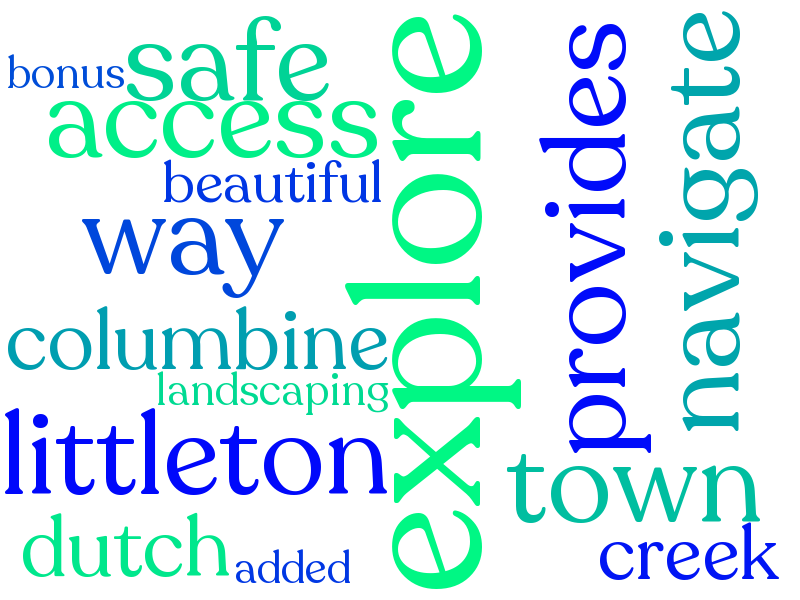 bonus
safe
access
beautiful
way
columbine
landscaping
littleton
dutch
added
explore
provides
navigate
town
creek